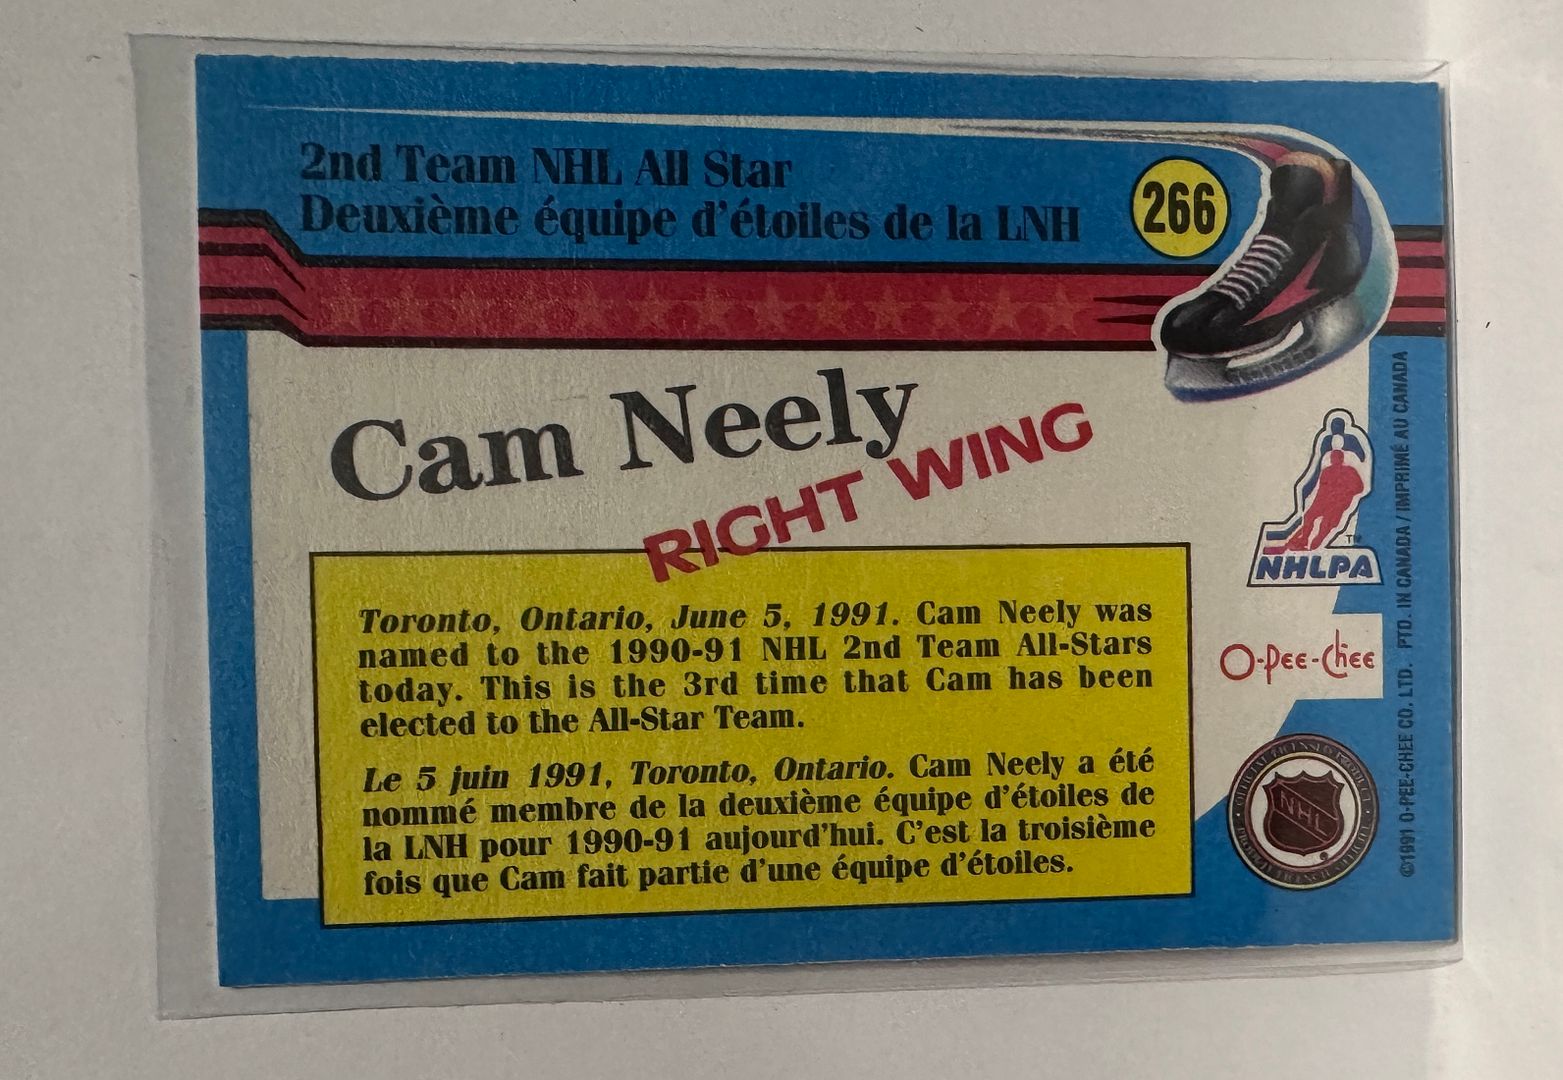 2nd Team NHL All Star
Deuxième équipe d'étoiles de la LNH
266
Cam Neely
RIGHT WING
Toronto, Ontario, June 5, 1991. Cam Neely was
named to the 1990-91 NHL 2nd Team All-Stars
today. This is the 3rd time that Cam has been
elected to the All-Star Team.
Le 5 juin 1991, Toronto, Ontario. Cam Neely a été
nommé membre de la deuxième équipe d'étoiles de
la LNH pour 1990-91 aujourd'hui. C'est la troisième
fois que Cam fait partie d'une équipe d'étoiles.
TM
NHLPA
O-PEE-CHEE
NHL
©1991 O-PEE-CHEE CO. LTD. PTD. IN CANADA / IMPRIMÉ AU CANADA